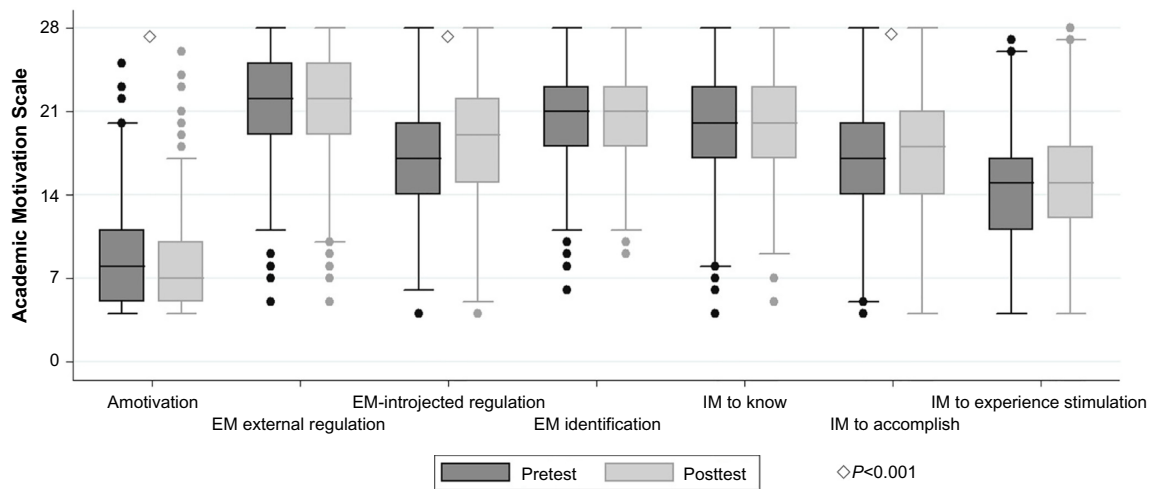 Academic Motivation Scale
28
21
14
7
0
Amotivation
EM external regulation
EM-introjected regulation
EM identification
IM to know
IM to accomplish
IM to experience stimulation
Pretest
Posttest
◇P<0.001